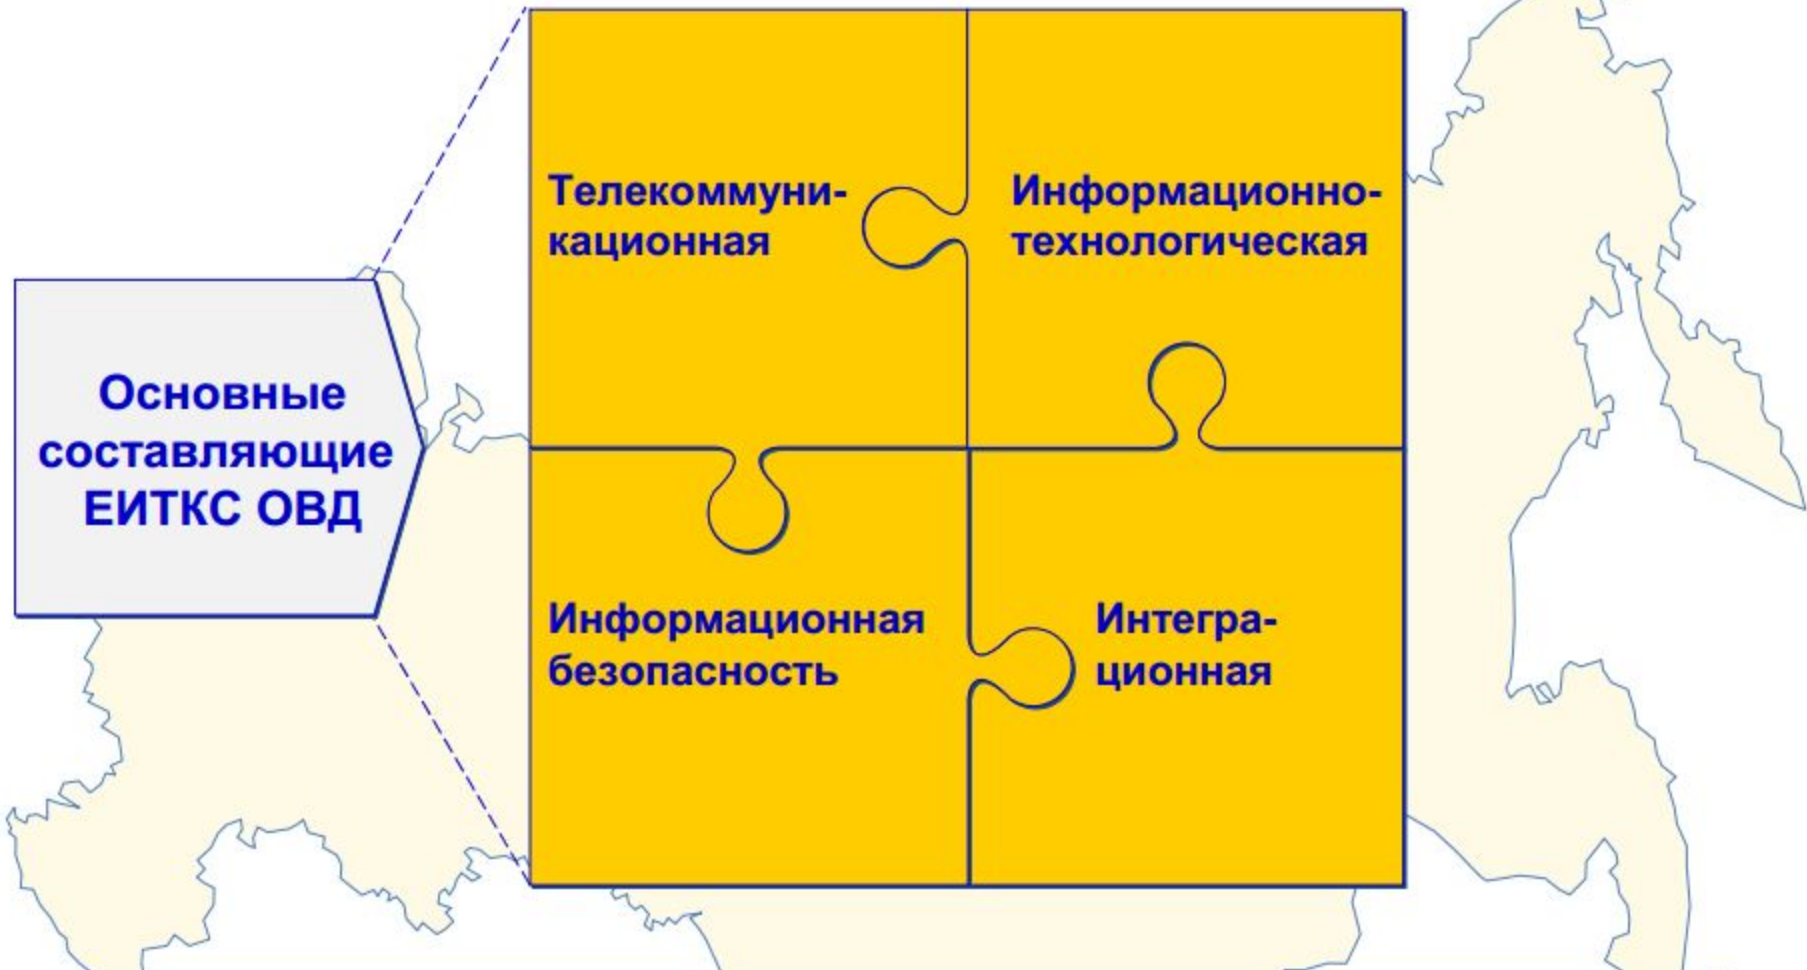 Основные
составляющие
ЕИТКС ОВД
Телекоммуни-
кационная
Информационно-
технологическая
Информационная
безопасность
Интегра-
ционная